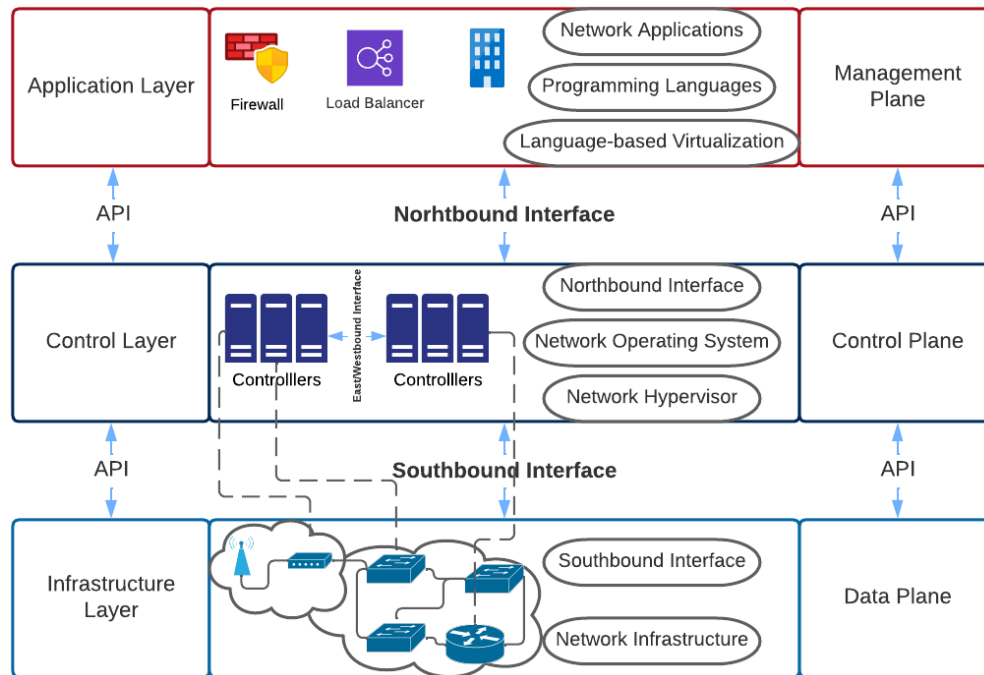 Network Applications
Application Layer
Programming Languages
Management
Plane
Firewall
Load Balancer
Language-based Virtualization
API
Norhtbound Interface
API
Northbound Interface
Control Layer
East/Westbound Interface
Network Operating System
Control Plane
Controlllers
Controlllers
Network Hypervisor
API
Southbound Interface
API
Southbound Interface
Infrastructure
Layer
Data Plane
Network Infrastructure